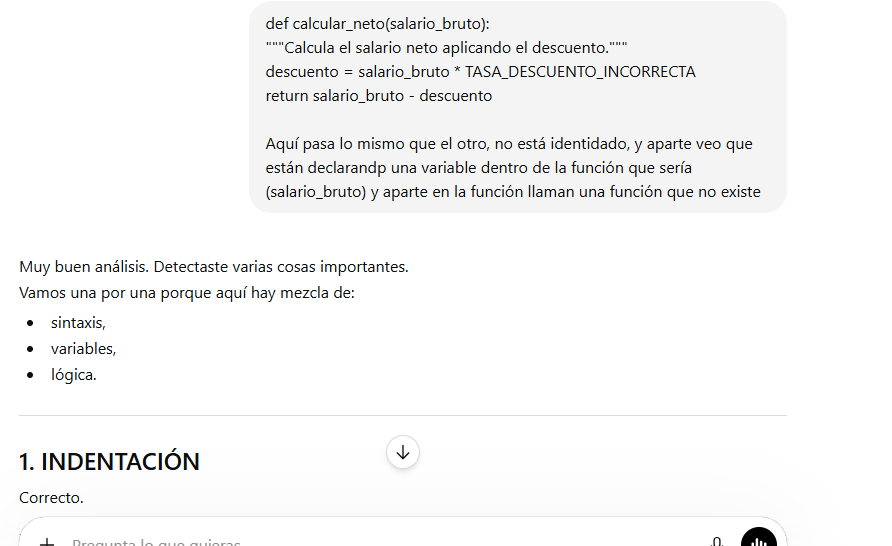 def calcular_neto(salario_bruto):
"""Calcula el salario neto aplicando el descuento."""
descuento = salario_bruto * TASA_DESCUENTO_INCORRECTA
return salario_bruto - descuento
Aquí pasa lo mismo que el otro, no está identidado, y aparte veo que
están declarandp una variable dentro de la función que sería
(salario_bruto) y aparte en la función llaman una función que no existe
Muy buen análisis. Detectaste varias cosas importantes.
Vamos una por una porque aquí hay mezcla de:
• sintaxis,
• variables,
• lógica.
1. INDENTACIÓN
Correcto.
Pregunta lo que quieras